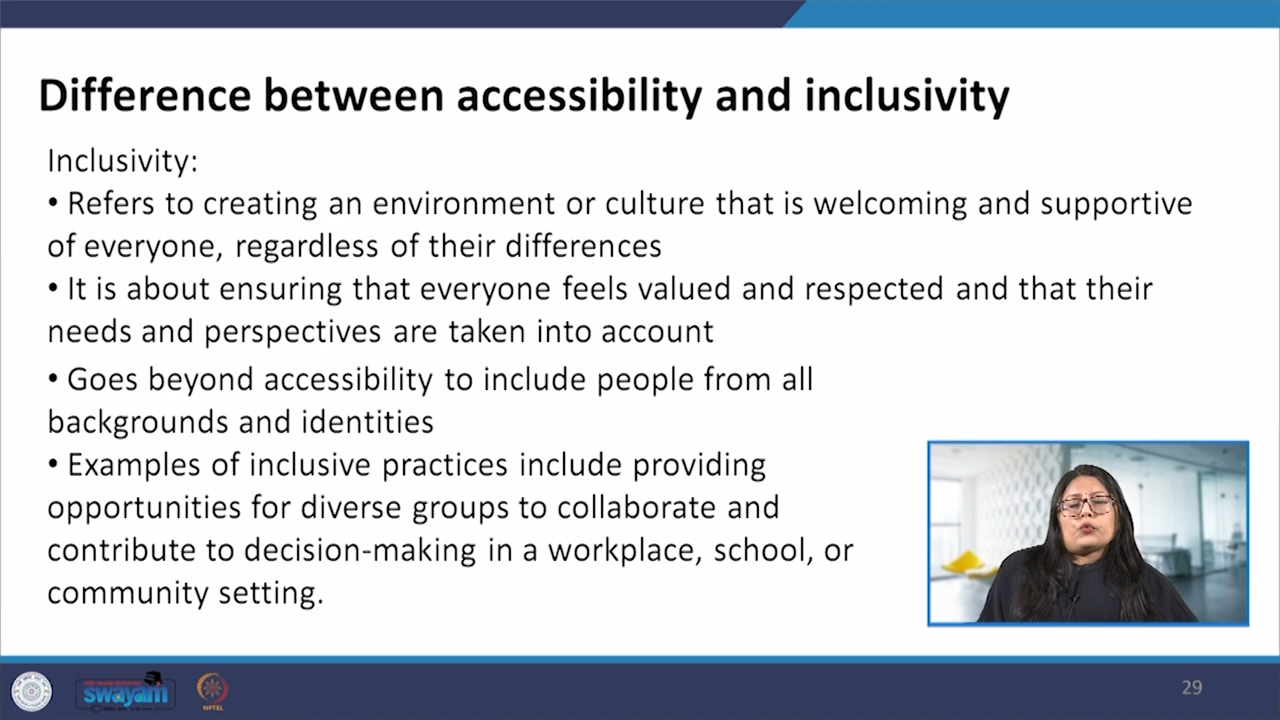 Difference between accessibility and inclusivity
Inclusivity:
• Refers to creating an environment or culture that is welcoming and supportive
of everyone, regardless of their differences
• It is about ensuring that everyone feels valued and respected and that their
needs and perspectives are taken into account
• Goes beyond accessibility to include people from all
backgrounds and identities
• Examples of inclusive practices include providing
opportunities for diverse groups to collaborate and
contribute to decision-making in a workplace, school, or
community setting.
swayam
NPTEL
29